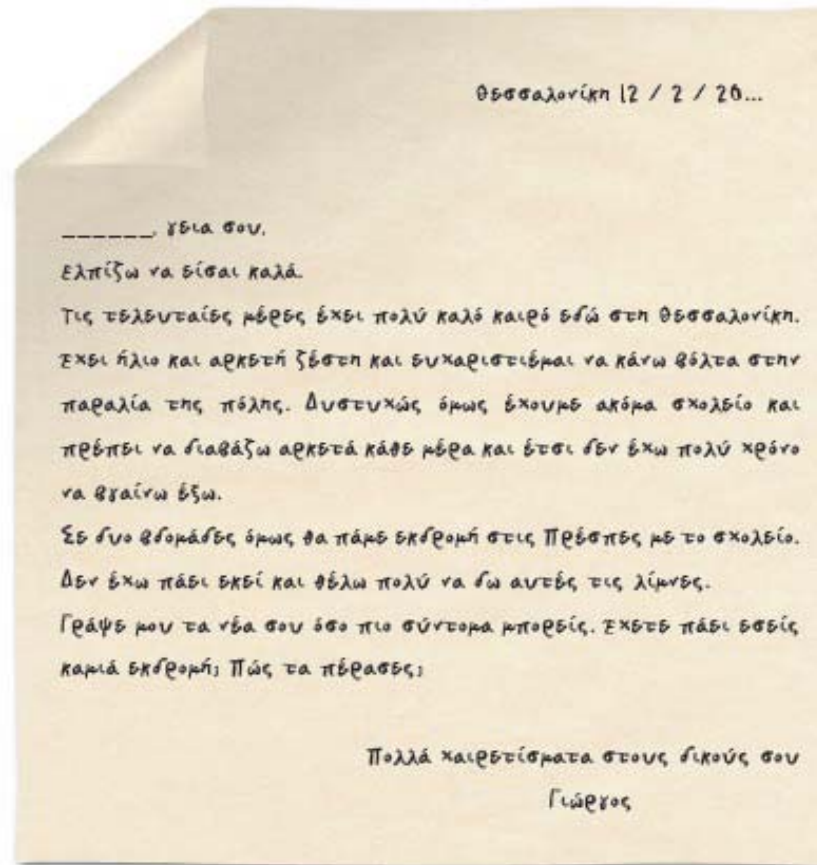 Θεσσαλονίκη 12 / 2 / 20...
______, γεια σου,
Ελπίζω να είσαι καλά.
Τις τελευταίες μέρες έχει πολύ καλό καιρό εδώ στη Θεσσαλονίκη.
Έχει ήλιο και αρκετή ζέστη και ευχαριστιέμαι να κάνω βόλτα στην
παραλία της πόλης. Δυστυχώς όμως έχουμε ακόμα σχολείο και
πρέπει να διαβάζω αρκετά κάθε μέρα και έτσι δεν έχω πολύ χρόνο
να βγαίνω έξω.
Σε δυο βδομάδες όμως θα πάμε εκδρομή στις Πρέσπες με το σχολείο.
Δεν έχω πάει εκεί και θέλω πολύ να δω αυτές τις λίμνες.
Γράψε μου τα νέα σου όσο πιο σύντομα μπορείς. Έχετε πάει εσείς
καμιά εκδρομή; Πώς τα πέρασες;
Πολλά χαιρετίσματα στους δικούς σου
Γιώργος